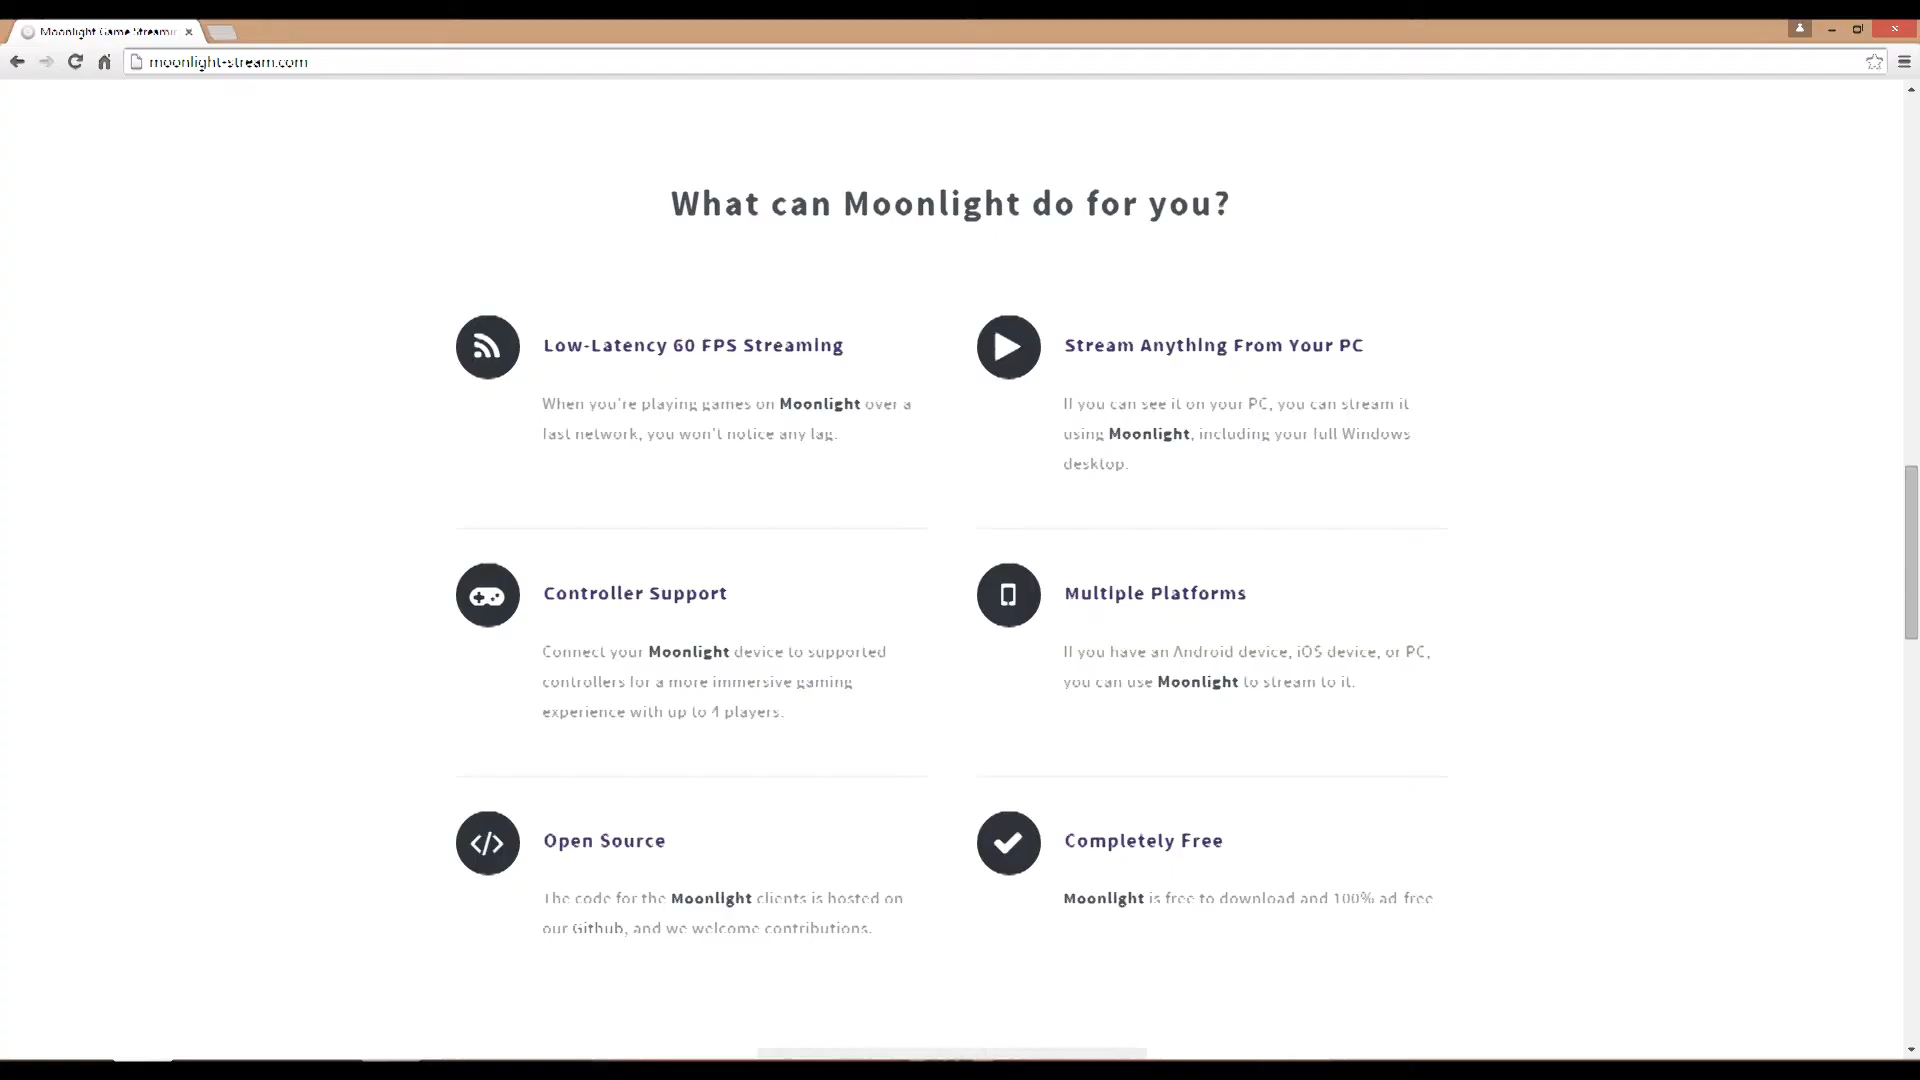 Moonlight Game Streamin
moonlight-stream.com
What can Moonlight do for you?
Low-Latency 60 FPS Streaming
When you're playing games on Moonlight over a
fast network, you won't notice any lag.
Stream Anything From Your PC
If you can see it on your PC, you can stream it
using Moonlight, including your full Windows
desktop.
Controller Support
Connect your Moonlight device to supported
controllers for a more immersive gaming
experience with up to 4 players.
Multiple Platforms
If you have an Android device, iOS device, or PC,
you can use Moonlight to stream to it.
Open Source
The code for the Moonlight clients is hosted on
our Github, and we welcome contributions.
Completely Free
Moonlight is free to download and 100% ad-free